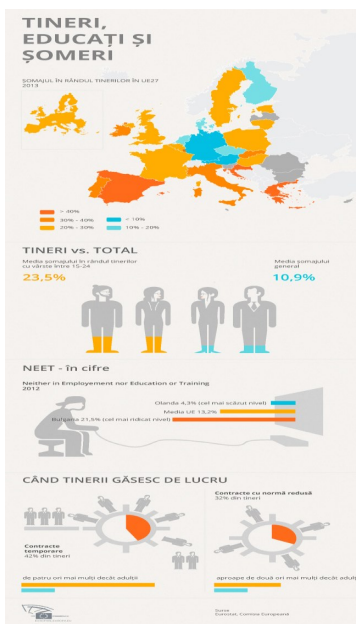 TINERI,
EDUCAȚI ȘI
ȘOMERI
ȘOMAJUL ÎN RÂNDUL TINERILOR ÎN UE27
2013
> 40%
30% - 40%
20% - 30%
< 10%
10% - 20%
TINERI vs. TOTAL
Media șomajului în rândul tinerilor
cu vârste între 15-24
23,5%
Media șomajului
general
10,9%
NEET - în cifre
Neither in Employement nor Education or Training
2012
Olanda 4,3% (cel mai scăzut nivel)
Media UE 13,2%
Bulgaria 21,5% (cel mai ridicat nivel)
CÂND TINERII GĂSESC DE LUCRU
Contracte
temporare
42% din tineri
de patru ori mai mulți decât adulții
Contracte cu normă redusă
32% din tineri
aproape de două ori mai mulți decât adulții
Eurostat, Comisia Europeană